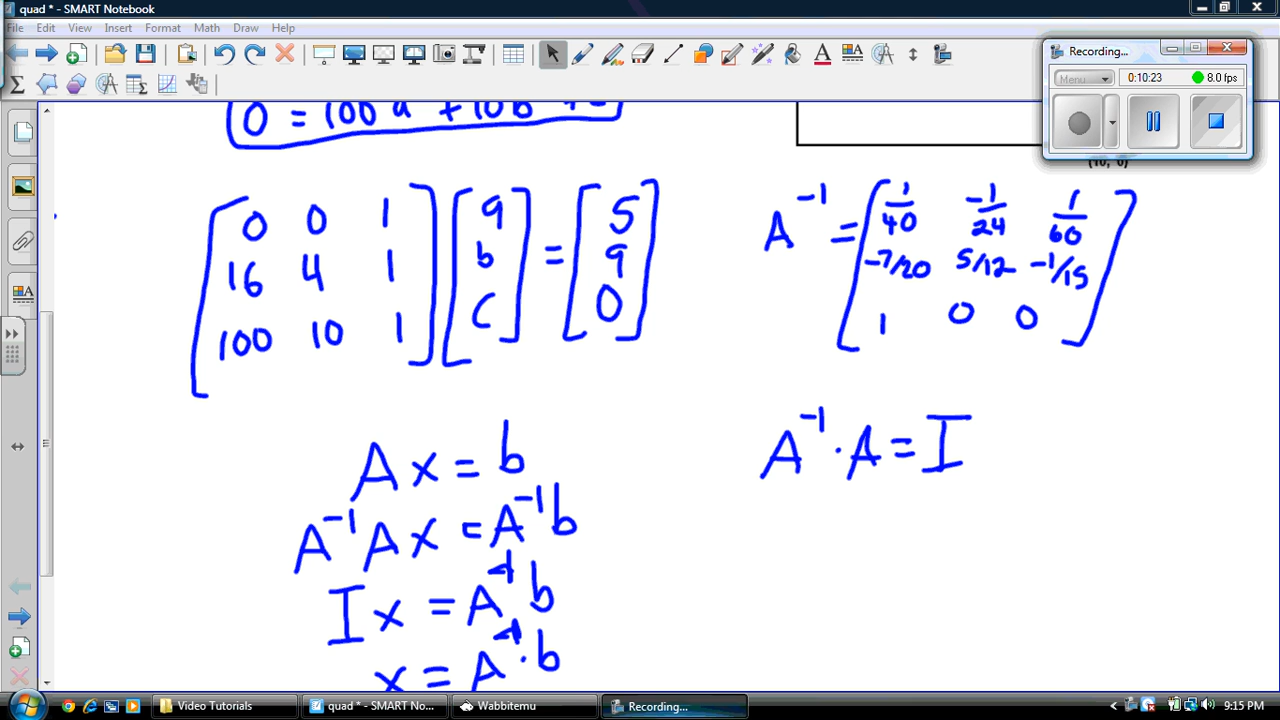 quad * - SMART Notebook
File Edit View Insert Format Math Draw Help
Recording...
Menu 0:10:23 8.0 fps
0 = 100a + 10b +
(10, 0)
0 0 1 9 5
16 4 1 b = 9
100 10 1 c 0
A⁻¹ = 1/40 -1/24 1/60
-7/20 5/12 -1/15
1 0 0
Ax = b
A⁻¹Ax = A⁻¹b
Ix = A⁻¹b
x = A⁻¹·b
A⁻¹·A = I
Video Tutorials quad * - SMART No... Wabbitemu Recording... 9:15 PM